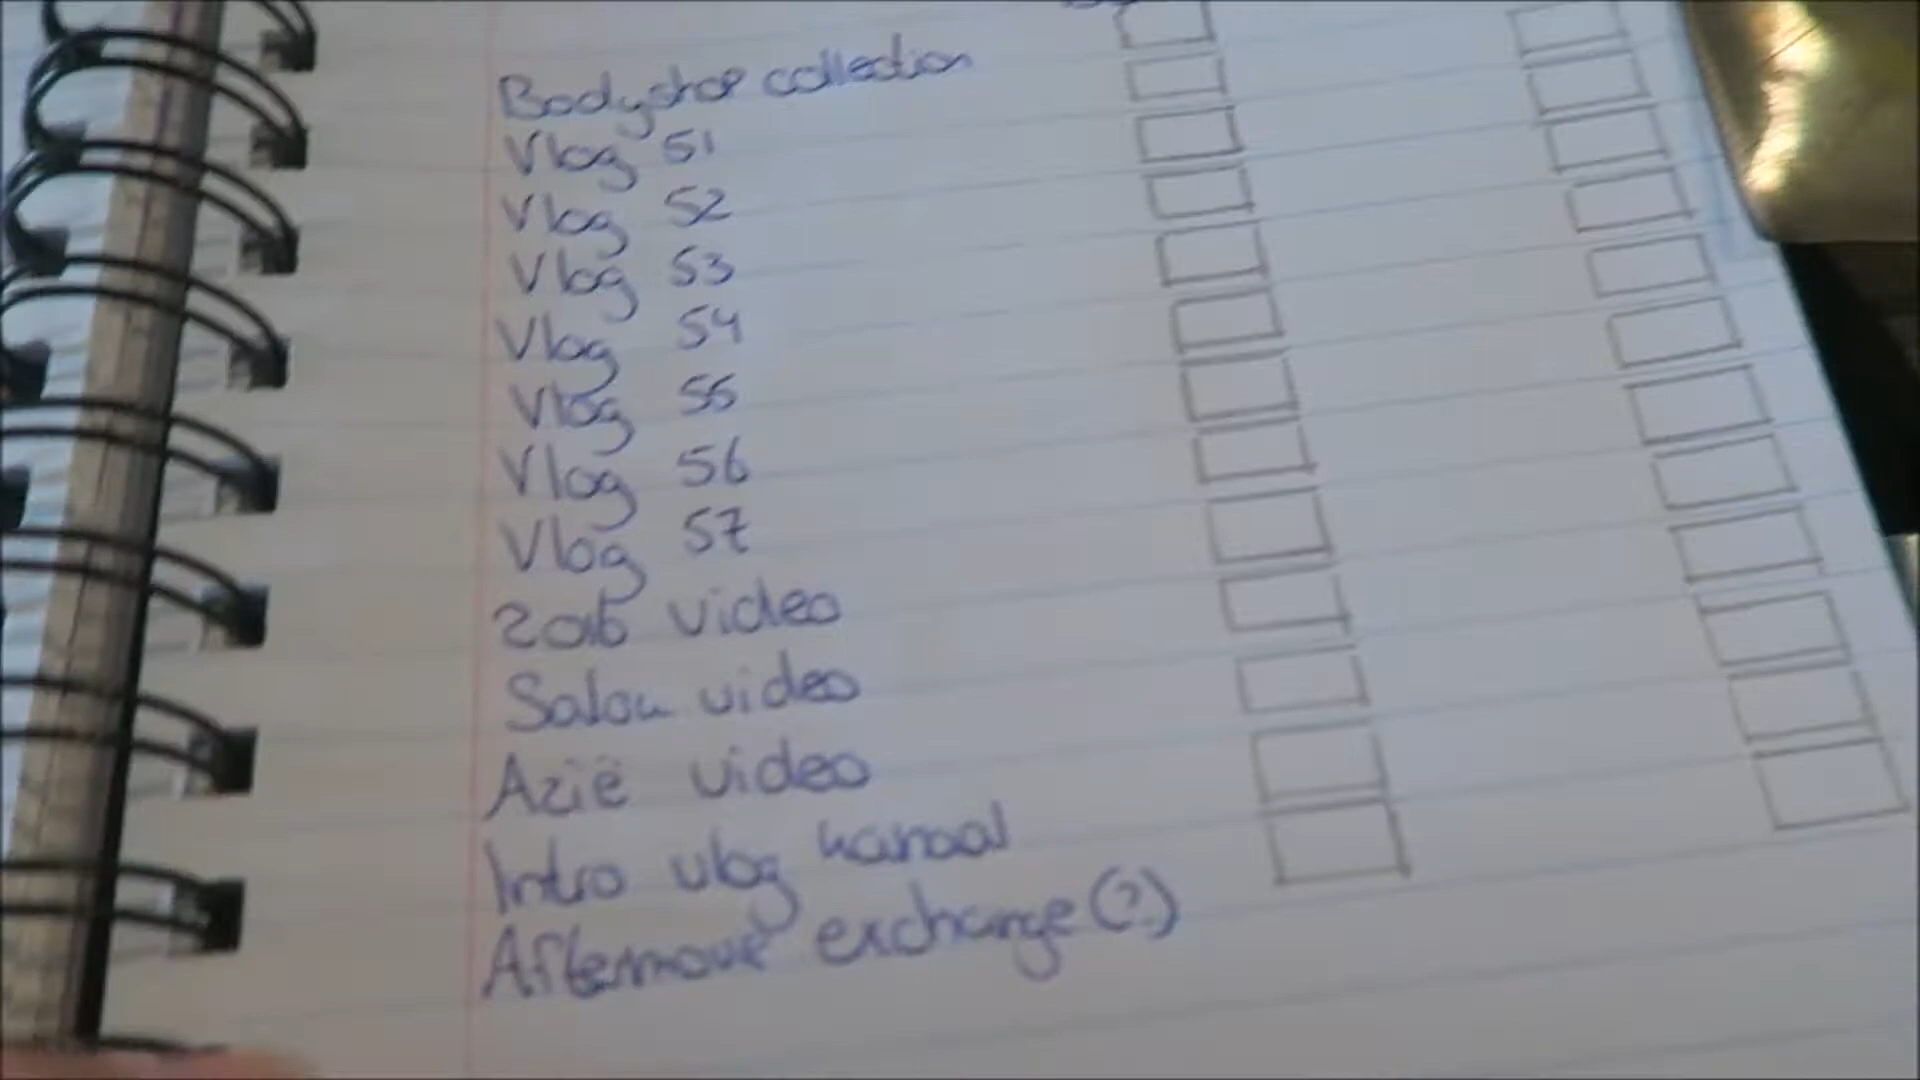 Bodyshop collection
Vlog 51
Vlog 52
Vlog 53
Vlog 54
Vlog 55
Vlog 56
Vlog 57
2016 video
Salou video
Azië video
Intro vlog kanaal
Aftermovie exchange (?)